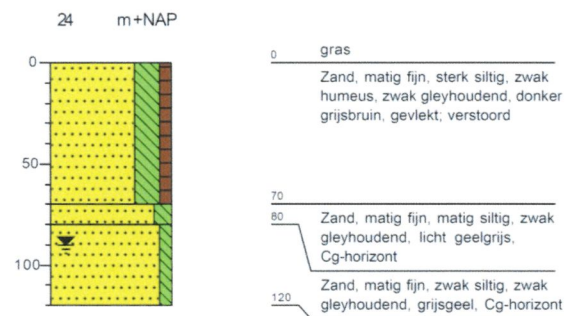 24 m+NAP
0
50
100
0 gras
Zand, matig fijn, sterk siltig, zwak
humeus, zwak gleyhoudend, donker
grijsbruin, gevlekt; verstoord
70
80
Zand, matig fijn, matig siltig, zwak
gleyhoudend, licht geelgrijs,
Cg-horizont
120
Zand, matig fijn, zwak siltig, zwak
gleyhoudend, grijsgeel, Cg-horizont